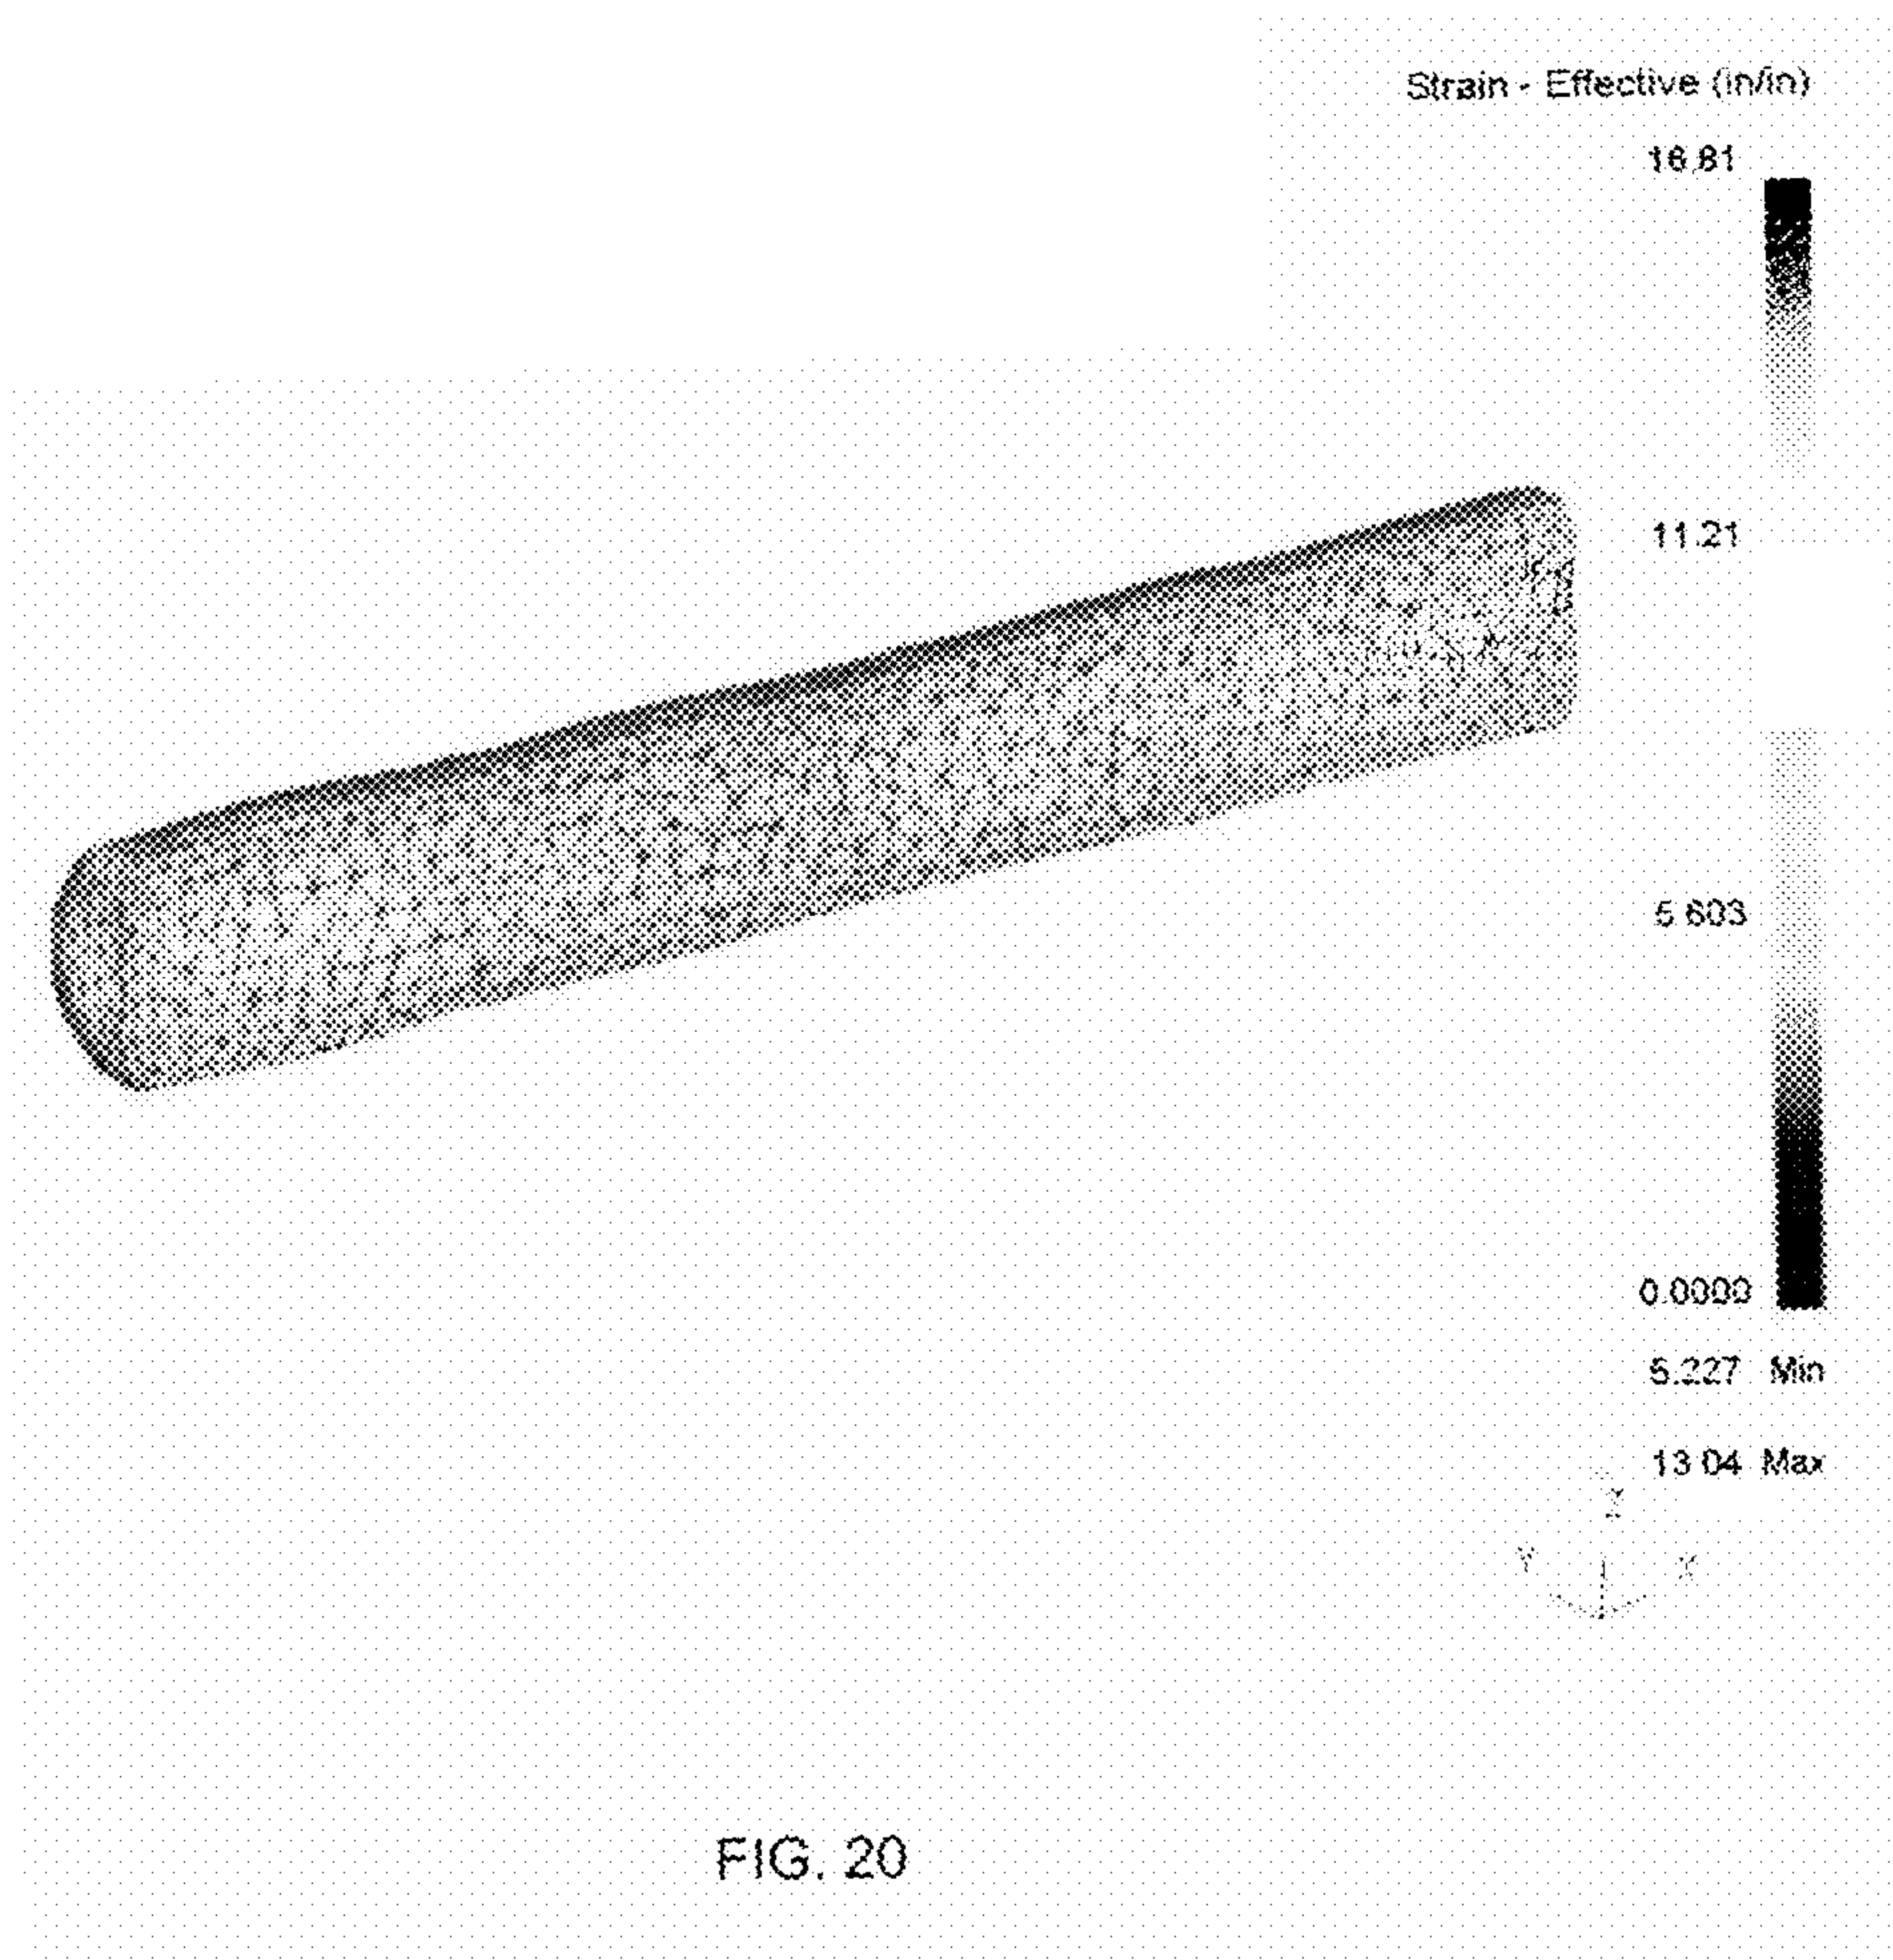 Strain - Effective (in/in)
16.81
11.21
5.603
0.0000
5.227 Min
13.04 Max
Z
Y X
FIG. 20